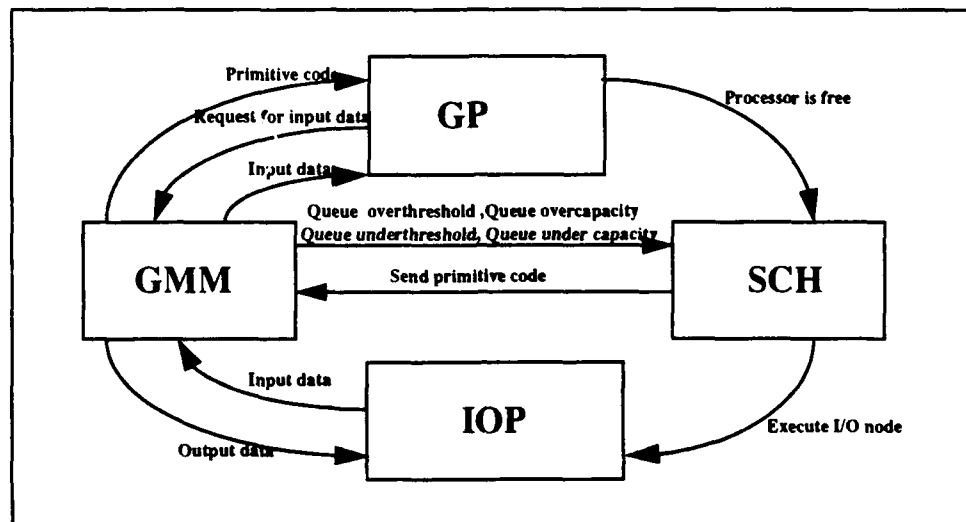 Primitive code
GP
Processor is free
Request for input data
Input data
Queue overthreshold ,Queue overcapacity
Queue underthreshold, Queue under capacity
GMM
SCH
Send primitive code
Input data
IOP
Execute I/O node
Output data